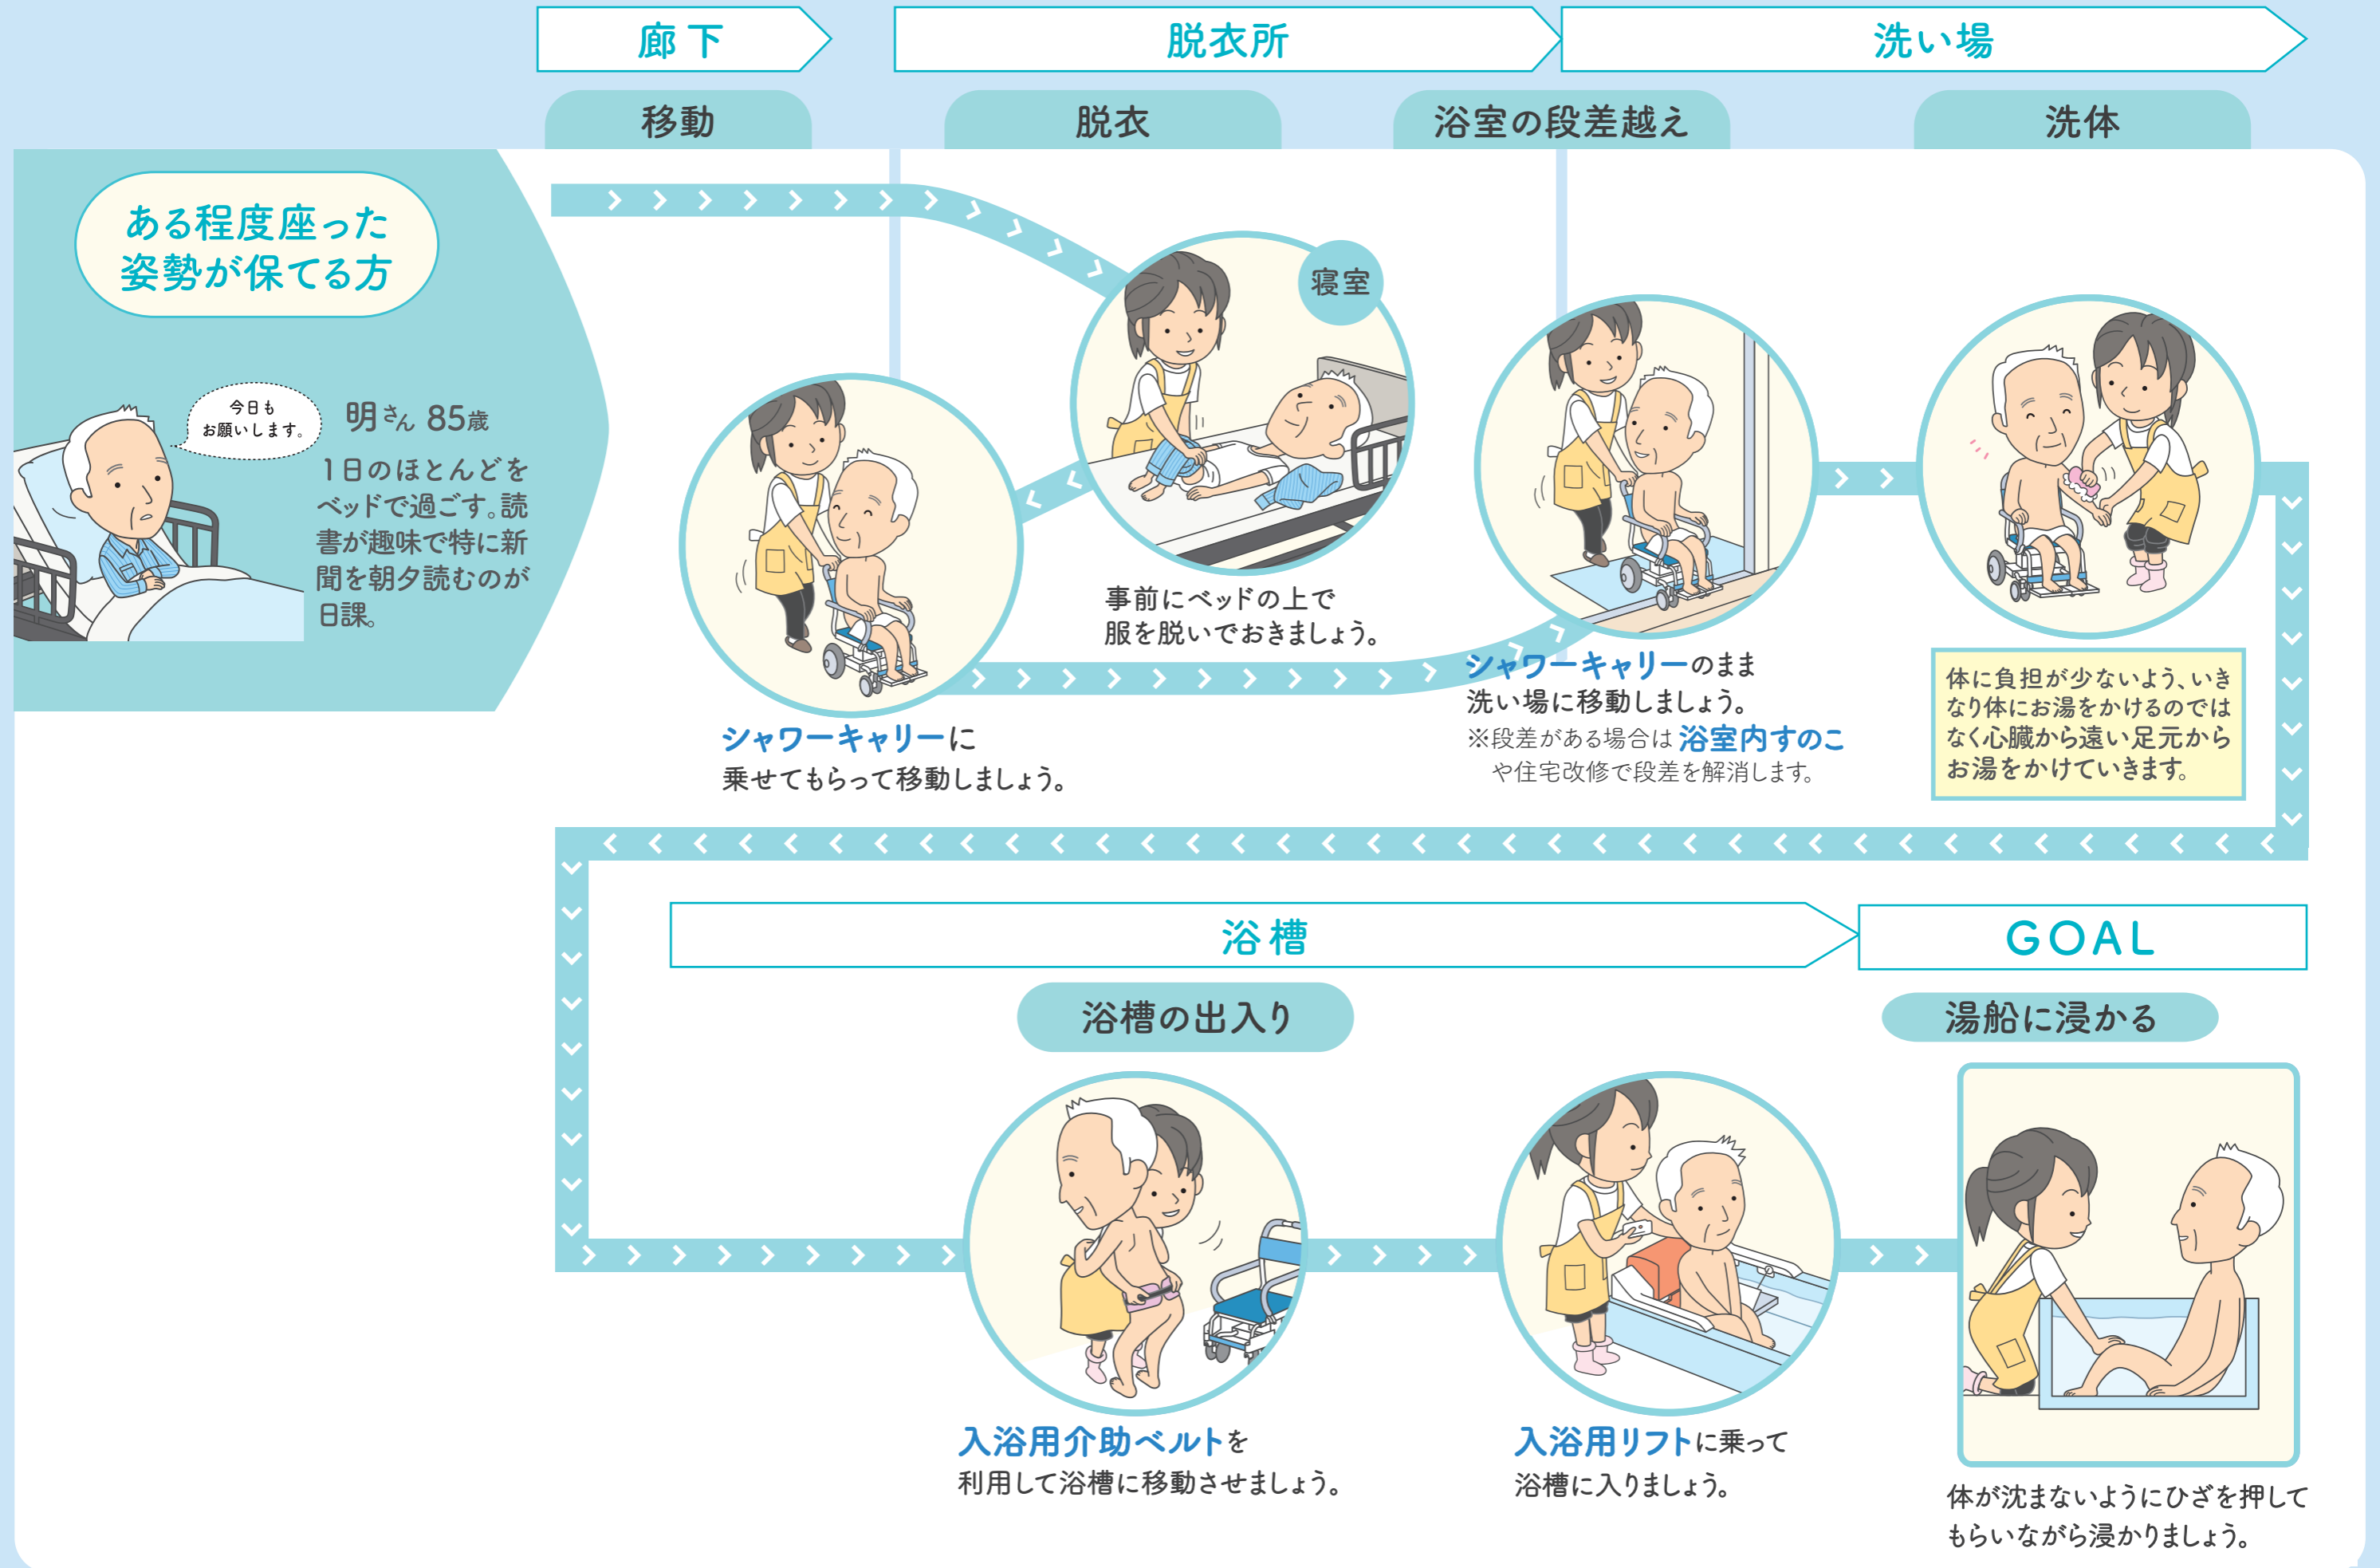 廊下
脱衣所
洗い場
移動
脱衣
浴室の段差越え
洗体
ある程度座った
姿勢が保てる方
今日も
お願いします。
明さん 85歳
1日のほとんどを
ベッドで過ごす。読
書が趣味で特に新
聞を朝夕読むのが
日課。
寝室
事前にベッドの上で
服を脱いでおきましょう。
シャワーキャリーに
乗せてもらって移動しましょう。
シャワーキャリーのまま
洗い場に移動しましょう。
※段差がある場合は 浴室内すのこ
や住宅改修で段差を解消します。
体に負担が少ないよう、いき
なり体にお湯をかけるのでは
なく心臓から遠い足元から
お湯をかけていきます。
浴槽
GOAL
浴槽の出入り
湯船に浸かる
入浴用介助ベルトを
利用して浴槽に移動させましょう。
入浴用リフトに乗って
浴槽に入りましょう。
体が沈まないようにひざを押して
もらいながら浸かりましょう。